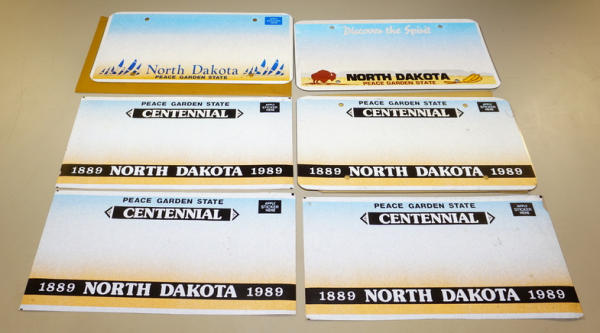 APPLY STICKER HERE
North Dakota
PEACE GARDEN STATE
Discover the Spirit
NORTH DAKOTA
PEACE GARDEN STATE
PEACE GARDEN STATE
CENTENNIAL
APPLY
STICKER
HERE
1889 NORTH DAKOTA 1989
PEACE GARDEN STATE
CENTENNIAL
APPLY
STICKER
HERE
1889 NORTH DAKOTA 1989
PEACE GARDEN STATE
CENTENNIAL
APPLY
STICKER
HERE
1889 NORTH DAKOTA 1989
PEACE GARDEN STATE
CENTENNIAL
APPLY
STICKER
HERE
1889 NORTH DAKOTA 1989